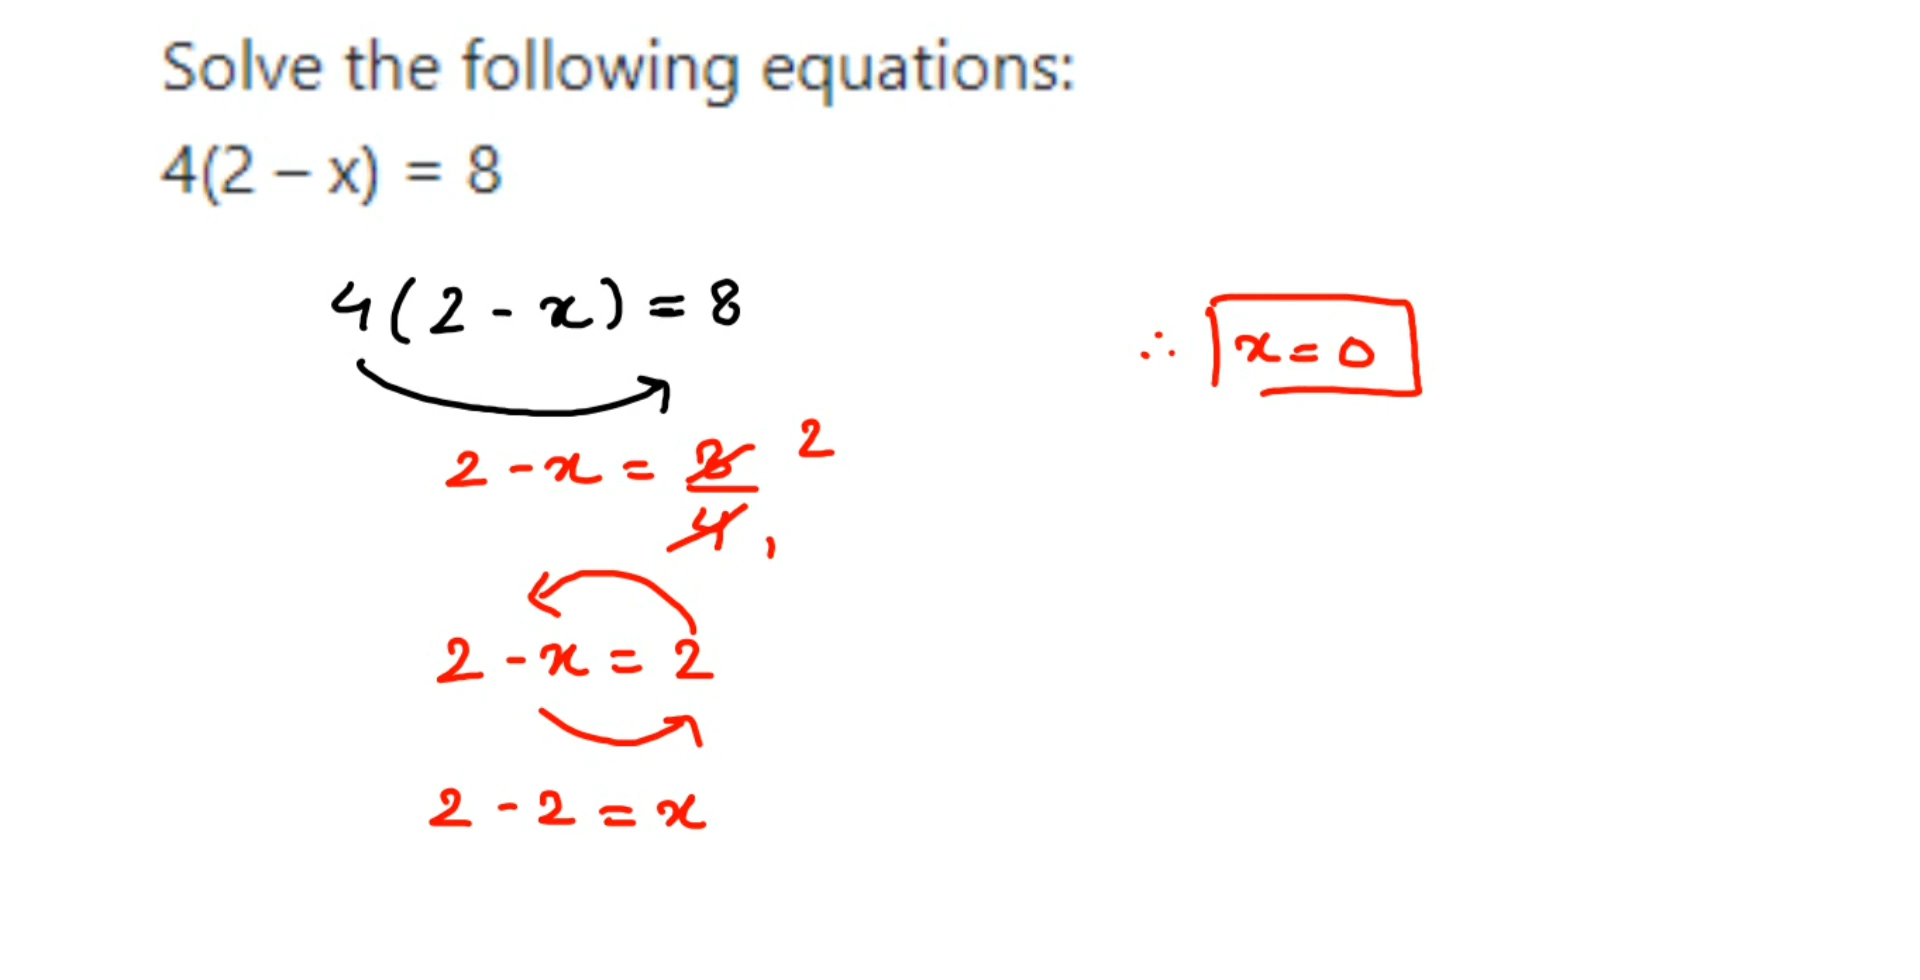 Solve the following equations:
4(2 – x) = 8
4(2 - x) = 8
∴ x = 0
2 - x = 8/4 2 1
2 - x = 2
2 - 2 = x